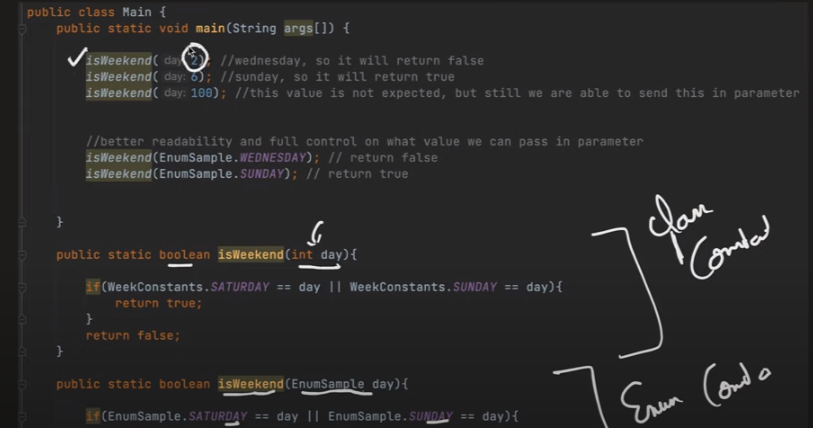 public class Main {
public static void main(String args[]) {
isWeekend( day: 2); //wednesday, so it will return false
isWeekend( day: 6); //sunday, so it will return true
isWeekend( day: 100); //this value is not expected, but still we are able to send this in parameter
//better readability and full control on what value we can pass in parameter
isWeekend(EnumSample.WEDNESDAY); // return false
isWeekend(EnumSample.SUNDAY); // return true
}
public static boolean isWeekend(int day){
if(WeekConstants.SATURDAY == day || WeekConstants.SUNDAY == day){
return true;
}
return false;
}
public static boolean isWeekend(EnumSample day){
if(EnumSample.SATURDAY == day || EnumSample.SUNDAY == day){
Enum